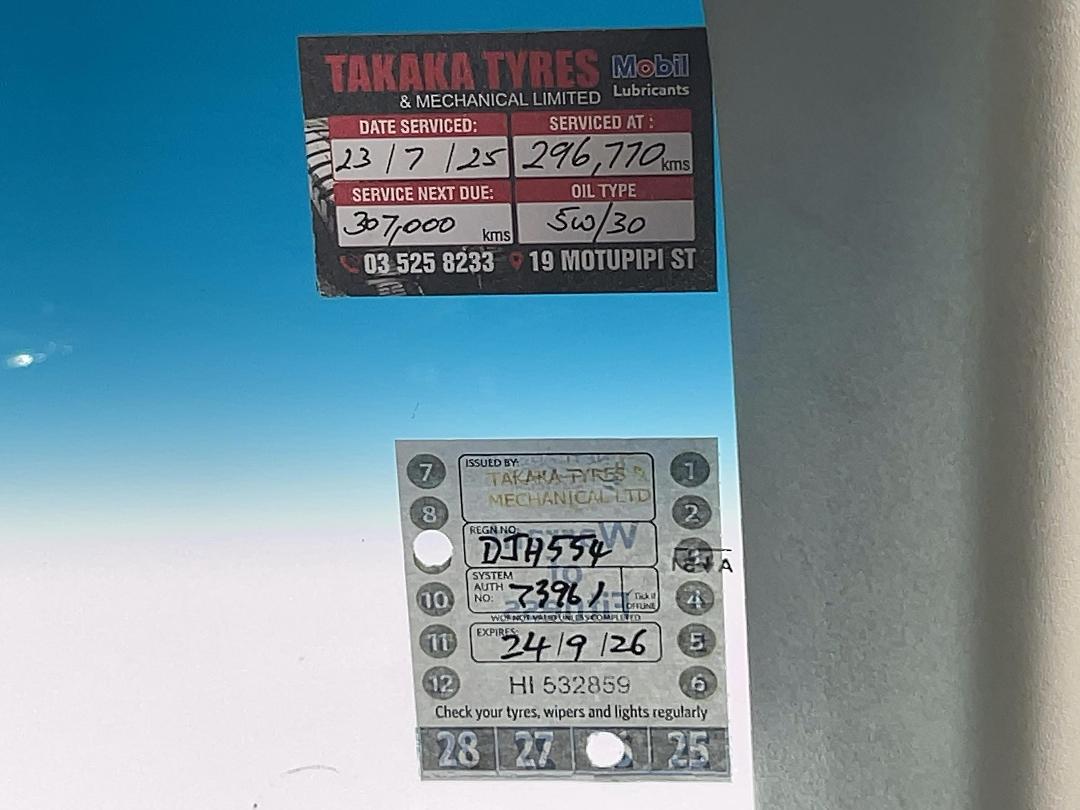 TAKAKA TYRES
& MECHANICAL LIMITED
Mobil
Lubricants
DATE SERVICED:
23/7/25
SERVICED AT :
296,770 kms
SERVICE NEXT DUE:
307,000 kms
OIL TYPE
5w/30
03 525 8233
19 MOTUPIPI ST
7
8
10
11
12
ISSUED BY:
TAKAKA TYRES &
MECHANICAL LTD
REGN NO:
DJH554
SYSTEM
AUTH
NO:
73961
Tick if
OFFLINE
WOF NOT VALID UNLESS COMPLETED
EXPIRES:
24/9/26
HI 532859
1
2
3
4
5
6
Check your tyres, wipers and lights regularly
28 27 25